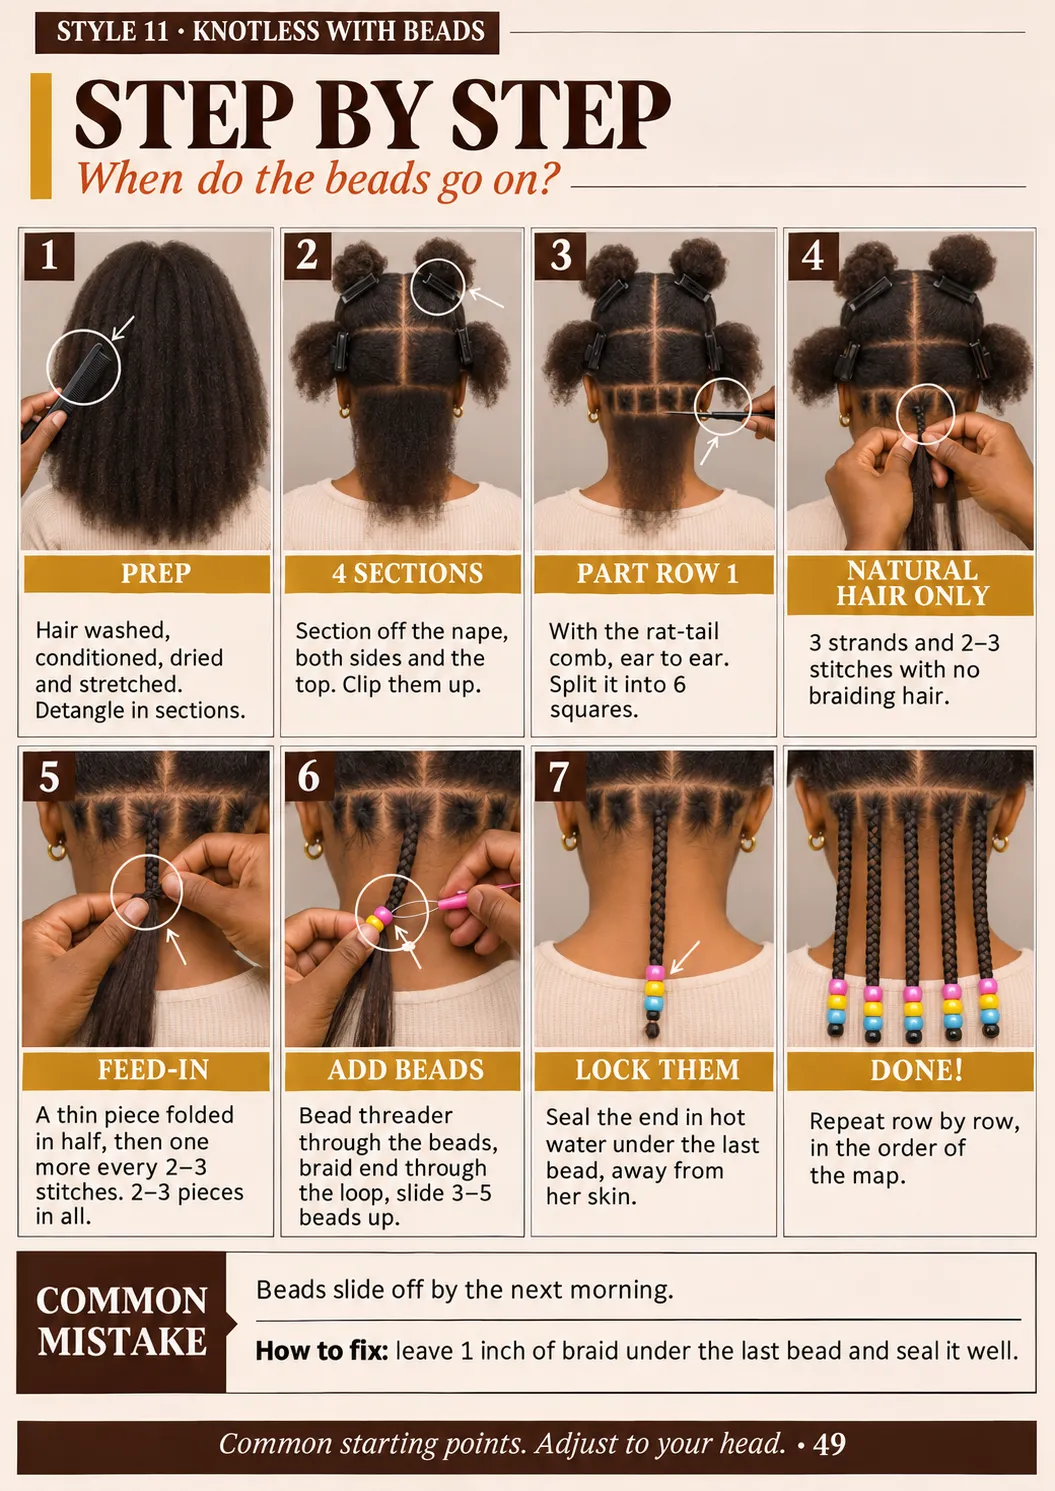 STYLE 11 · KNOTLESS WITH BEADS
STEP BY STEP
When do the beads go on?
1
PREP
Hair washed,
conditioned, dried
and stretched.
Detangle in sections.
2
4 SECTIONS
Section off the nape,
both sides and the
top. Clip them up.
3
PART ROW 1
With the rat-tail
comb, ear to ear.
Split it into 6
squares.
4
NATURAL
HAIR ONLY
3 strands and 2–3
stitches with no
braiding hair.
5
FEED-IN
A thin piece folded
in half, then one
more every 2–3
stitches. 2–3 pieces
in all.
6
ADD BEADS
Bead threader
through the beads,
braid end through
the loop, slide 3–5
beads up.
7
LOCK THEM
Seal the end in hot
water under the last
bead, away from
her skin.
DONE!
Repeat row by row,
in the order of
the map.
COMMON
MISTAKE
Beads slide off by the next morning.
How to fix: leave 1 inch of braid under the last bead and seal it well.
Common starting points. Adjust to your head. · 49